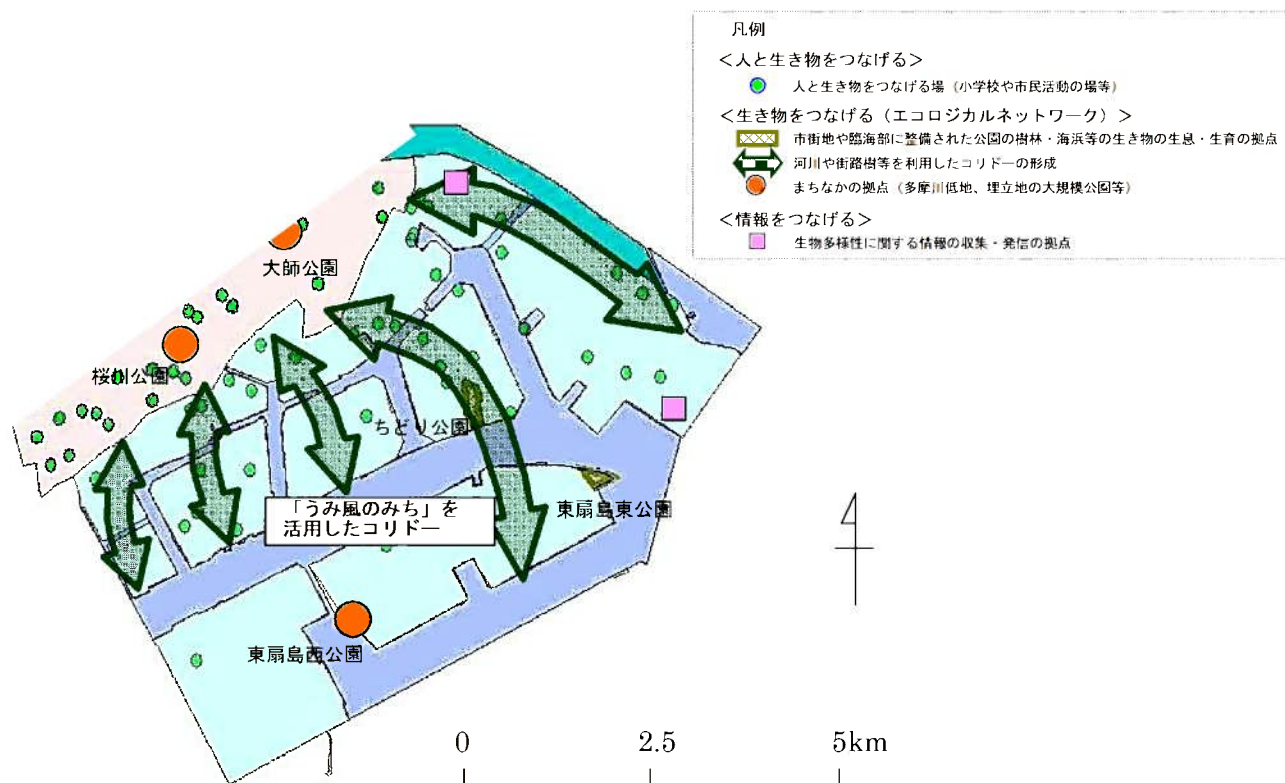 凡例
<人と生き物をつなげる>
人と生き物をつなげる場（小学校や市民活動の場等）
<生き物をつなげる（エコロジカルネットワーク）>
市街地や臨海部に整備された公園の樹林・海浜等の生き物の生息・生育の拠点
河川や街路樹等を利用したコリドーの形成
まちなかの拠点（多摩川低地、埋立地の大規模公園等）
<情報をつなげる>
生物多様性に関する情報の収集・発信の拠点
大師公園
桜川公園
ちどり公園
「うみ風のみち」を
活用したコリドー
東扇島東公園
東扇島西公園
0 2.5 5km